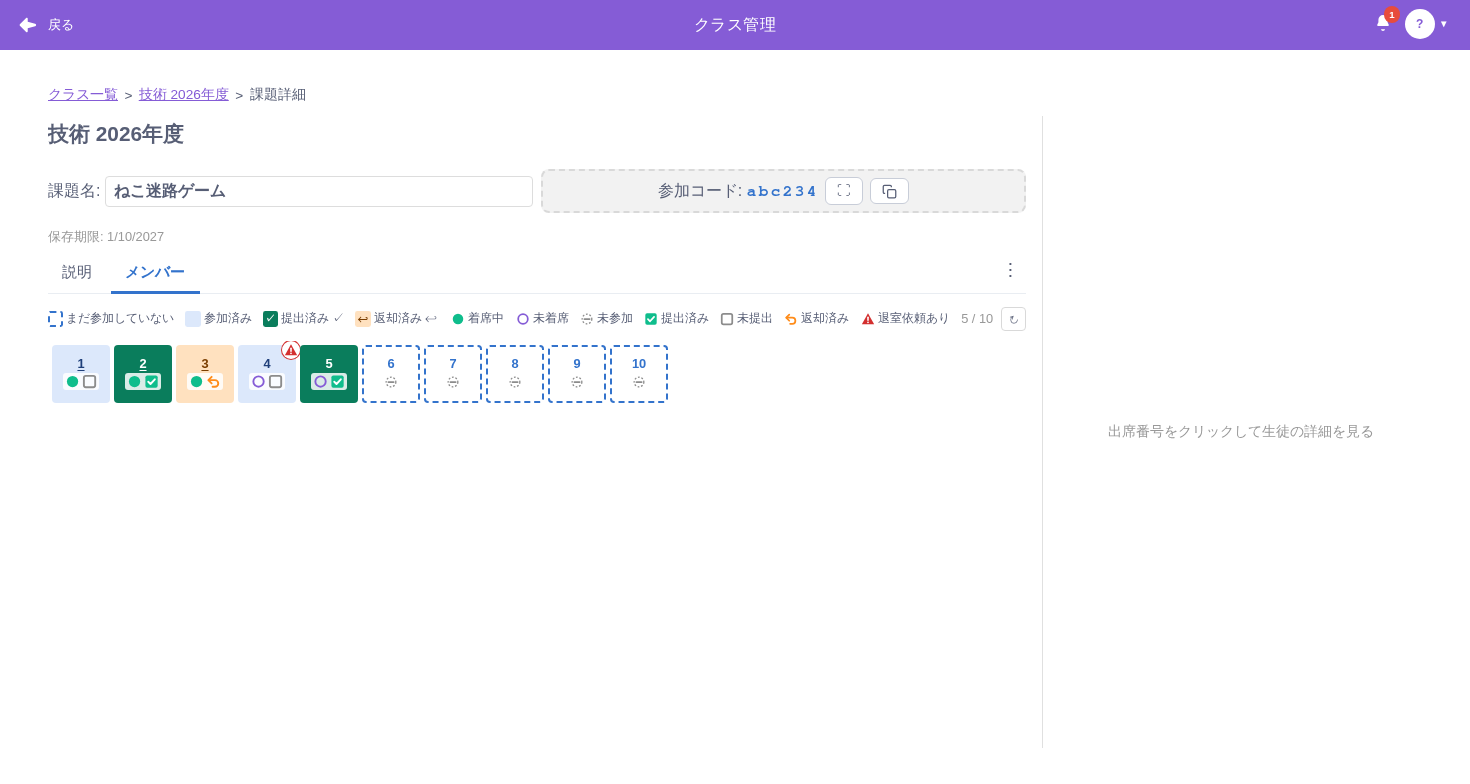 戻る
クラス管理
1
?
クラス一覧 > 技術 2026年度 > 課題詳細
技術 2026年度
課題名: ねこ迷路ゲーム
参加コード: abc234
保存期限: 1/10/2027
説明
メンバー
まだ参加していない 参加済み 提出済み ✓ 返却済み ↩ 着席中 未着席 未参加 提出済み 未提出 返却済み 退室依頼あり 5 / 10
1 2 3 4 5 6 7 8 9 10
出席番号をクリックして生徒の詳細を見る